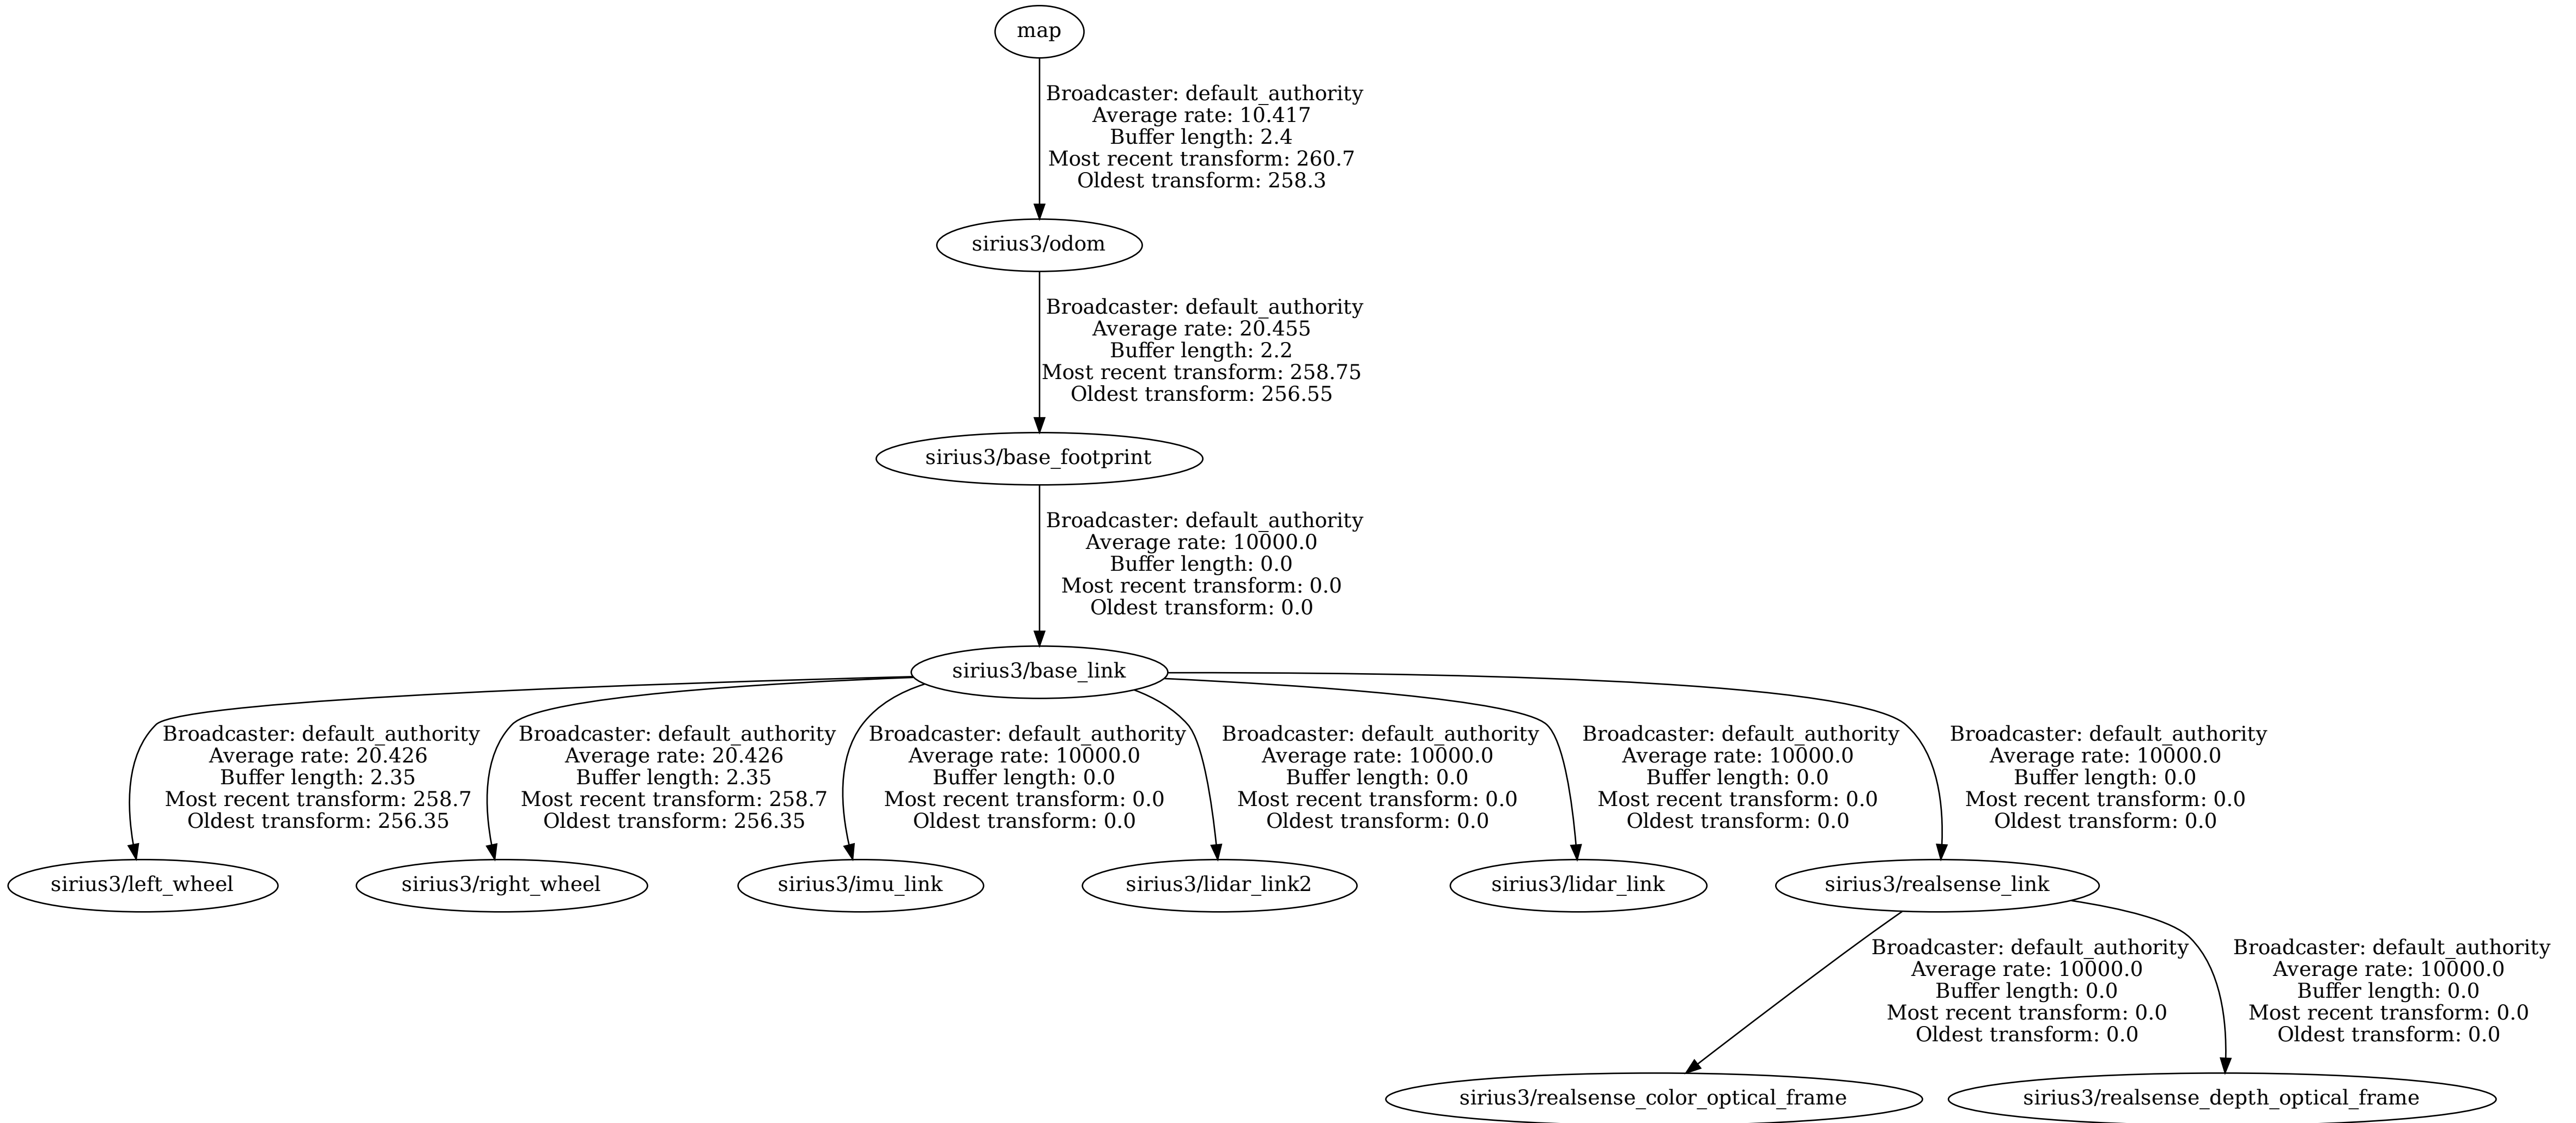 map
Broadcaster: default_authority
Average rate: 10.417
Buffer length: 2.4
Most recent transform: 260.7
Oldest transform: 258.3
sirius3/odom
Broadcaster: default_authority
Average rate: 20.455
Buffer length: 2.2
Most recent transform: 258.75
Oldest transform: 256.55
sirius3/base_footprint
Broadcaster: default_authority
Average rate: 10000.0
Buffer length: 0.0
Most recent transform: 0.0
Oldest transform: 0.0
sirius3/base_link
Broadcaster: default_authority
Average rate: 20.426
Buffer length: 2.35
Most recent transform: 258.7
Oldest transform: 256.35
Broadcaster: default_authority
Average rate: 20.426
Buffer length: 2.35
Most recent transform: 258.7
Oldest transform: 256.35
Broadcaster: default_authority
Average rate: 10000.0
Buffer length: 0.0
Most recent transform: 0.0
Oldest transform: 0.0
Broadcaster: default_authority
Average rate: 10000.0
Buffer length: 0.0
Most recent transform: 0.0
Oldest transform: 0.0
Broadcaster: default_authority
Average rate: 10000.0
Buffer length: 0.0
Most recent transform: 0.0
Oldest transform: 0.0
Broadcaster: default_authority
Average rate: 10000.0
Buffer length: 0.0
Most recent transform: 0.0
Oldest transform: 0.0
sirius3/left_wheel
sirius3/right_wheel
sirius3/imu_link
sirius3/lidar_link2
sirius3/lidar_link
sirius3/realsense_link
Broadcaster: default_authority
Average rate: 10000.0
Buffer length: 0.0
Most recent transform: 0.0
Oldest transform: 0.0
Broadcaster: default_authority
Average rate: 10000.0
Buffer length: 0.0
Most recent transform: 0.0
Oldest transform: 0.0
sirius3/realsense_color_optical_frame
sirius3/realsense_depth_optical_frame